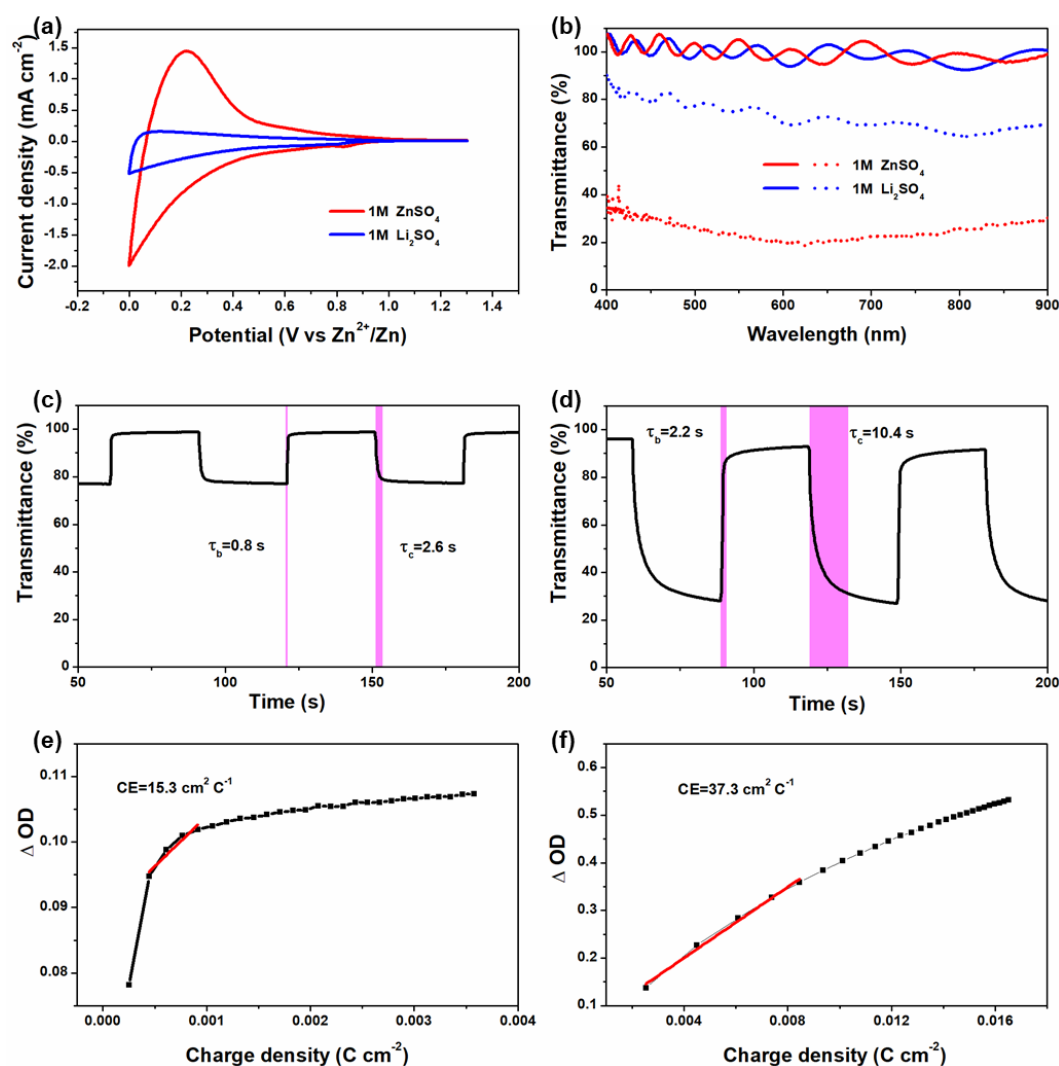 (a)
Current density (mA cm⁻²)
1.5
1.0
0.5
0.0
-0.5
-1.0
-1.5
-2.0
1M ZnSO₄
1M Li₂SO₄
-0.2 0.0 0.2 0.4 0.6 0.8 1.0 1.2 1.4
Potential (V vs Zn²⁺/Zn)
(b)
Transmittance (%)
100
80
60
40
20
0
1M ZnSO₄
1M Li₂SO₄
400 500 600 700 800 900
Wavelength (nm)
(c)
Transmittance (%)
100
80
60
40
20
0
τb=0.8 s
τc=2.6 s
50 100 150 200
Time (s)
(d)
Transmittance (%)
100
80
60
40
20
0
τb=2.2 s
τc=10.4 s
50 100 150 200
Time (s)
(e)
Δ OD
0.11
0.10
0.09
0.08
CE=15.3 cm² C⁻¹
0.000 0.001 0.002 0.003 0.004
Charge density (C cm⁻²)
(f)
Δ OD
0.6
0.5
0.4
0.3
0.2
0.1
CE=37.3 cm² C⁻¹
0.004 0.008 0.012 0.016
Charge density (C cm⁻²)